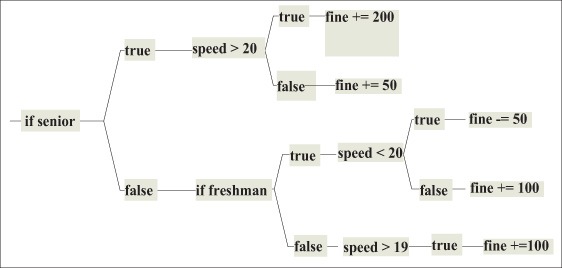 true
fine += 200
true
speed > 20
false
fine += 50
if senior
true
fine -= 50
true
speed < 20
false
if freshman
false
fine += 100
false
speed > 19
true
fine +=100